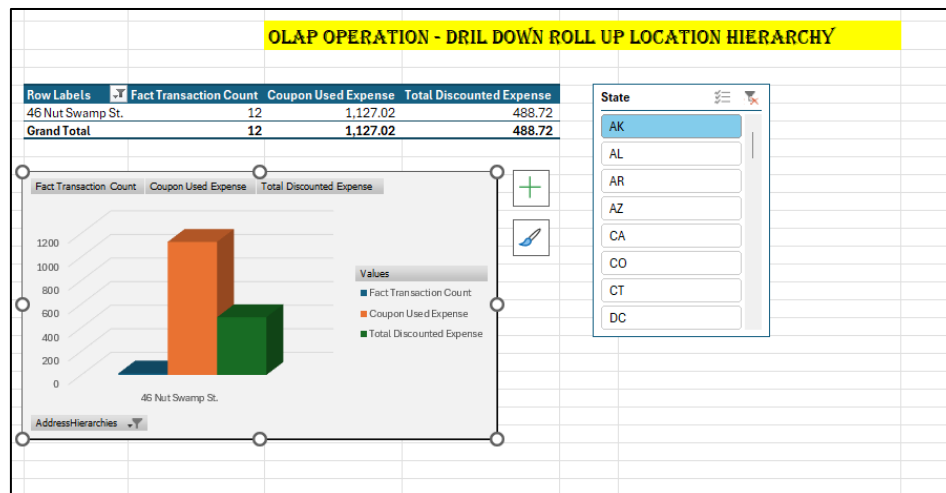 OLAP OPERATION - DRIL DOWN ROLL UP LOCATION HIERARCHY
Row Labels Fact Transaction Count Coupon Used Expense Total Discounted Expense
46 Nut Swamp St. 12 1,127.02 488.72
Grand Total 12 1,127.02 488.72
State
AK
AL
AR
AZ
CA
CO
CT
DC
Fact Transaction Count Coupon Used Expense Total Discounted Expense
1200
1000
800
600
400
200
0
46 Nut Swamp St.
Values
Fact Transaction Count
Coupon Used Expense
Total Discounted Expense
AddressHierarchies